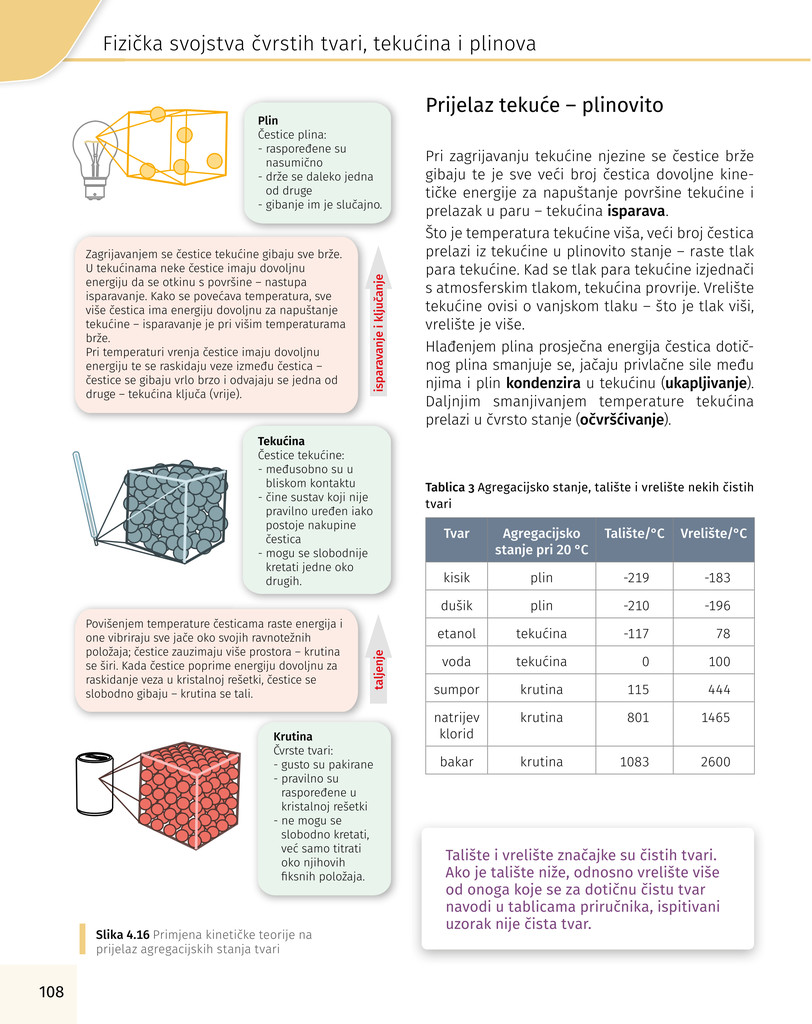 Fizička svojstva čvrstih tvari, tekućina i plinova
Plin
Čestice plina:
- raspoređene su
nasumično
- drže se daleko jedna
od druge
- gibanje im je slučajno.
Zagrijavanjem se čestice tekućine gibaju sve brže.
U tekućinama neke čestice imaju dovoljnu
energiju da se otkinu s površine – nastupa
isparavanje. Kako se povećava temperatura, sve
više čestica ima energiju dovoljnu za napuštanje
tekućine – isparavanje je pri višim temperaturama
brže.
Pri temperaturi vrenja čestice imaju dovoljnu
energiju te se raskidaju veze između čestica –
čestice se gibaju vrlo brzo i odvajaju se jedna od
druge – tekućina ključa (vrije).
isparavanje i ključanje
Tekućina
Čestice tekućine:
- međusobno su u
bliskom kontaktu
- čine sustav koji nije
pravilno uređen iako
postoje nakupine
čestica
- mogu se slobodnije
kretati jedne oko
drugih.
Povišenjem temperature česticama raste energija i
one vibriraju sve jače oko svojih ravnotežnih
položaja; čestice zauzimaju više prostora – krutina
se širi. Kada čestice poprime energiju dovoljnu za
raskidanje veza u kristalnoj rešetki, čestice se
slobodno gibaju – krutina se tali.
taljenje
Krutina
Čvrste tvari:
- gusto su pakirane
- pravilno su
raspoređene u
kristalnoj rešetki
- ne mogu se
slobodno kretati,
već samo titrati
oko njihovih
fiksnih položaja.
Slika 4.16 Primjena kinetičke teorije na
prijelaz agregacijskih stanja tvari
Prijelaz tekuće – plinovito
Pri zagrijavanju tekućine njezine se čestice brže
gibaju te je sve veći broj čestica dovoljne kine-
tičke energije za napuštanje površine tekućine i
prelazak u paru – tekućina isparava.
Što je temperatura tekućine viša, veći broj čestica
prelazi iz tekućine u plinovito stanje – raste tlak
para tekućine. Kad se tlak para tekućine izjednači
s atmosferskim tlakom, tekućina provrije. Vrelište
tekućine ovisi o vanjskom tlaku – što je tlak viši,
vrelište je više.
Hlađenjem plina prosječna energija čestica dotič-
nog plina smanjuje se, jačaju privlačne sile među
njima i plin kondenzira u tekućinu (ukapljivanje).
Daljnjim smanjivanjem temperature tekućina
prelazi u čvrsto stanje (očvršćivanje).
Tablica 3 Agregacijsko stanje, talište i vrelište nekih čistih
tvari
Tvar Agregacijsko stanje pri 20 °C Talište/°C Vrelište/°C
kisik plin -219 -183
dušik plin -210 -196
etanol tekućina -117 78
voda tekućina 0 100
sumpor krutina 115 444
natrijev klorid krutina 801 1465
bakar krutina 1083 2600
Talište i vrelište značajke su čistih tvari.
Ako je talište niže, odnosno vrelište više
od onoga koje se za dotičnu čistu tvar
navodi u tablicama priručnika, ispitivani
uzorak nije čista tvar.
108